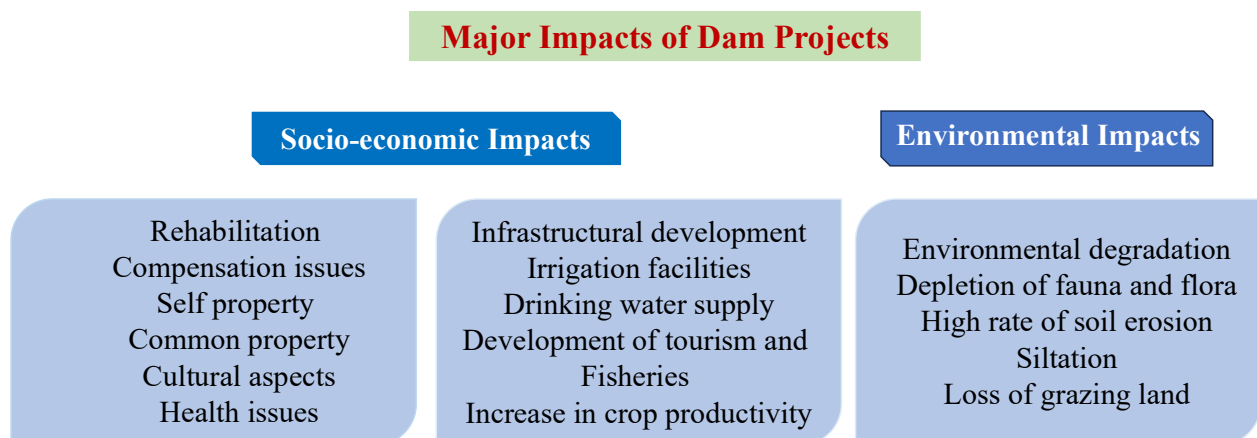 Major Impacts of Dam Projects
Socio-economic Impacts
Environmental Impacts
Rehabilitation
Compensation issues
Self property
Common property
Cultural aspects
Health issues
Infrastructural development
Irrigation facilities
Drinking water supply
Development of tourism and
Fisheries
Increase in crop productivity
Environmental degradation
Depletion of fauna and flora
High rate of soil erosion
Siltation
Loss of grazing land